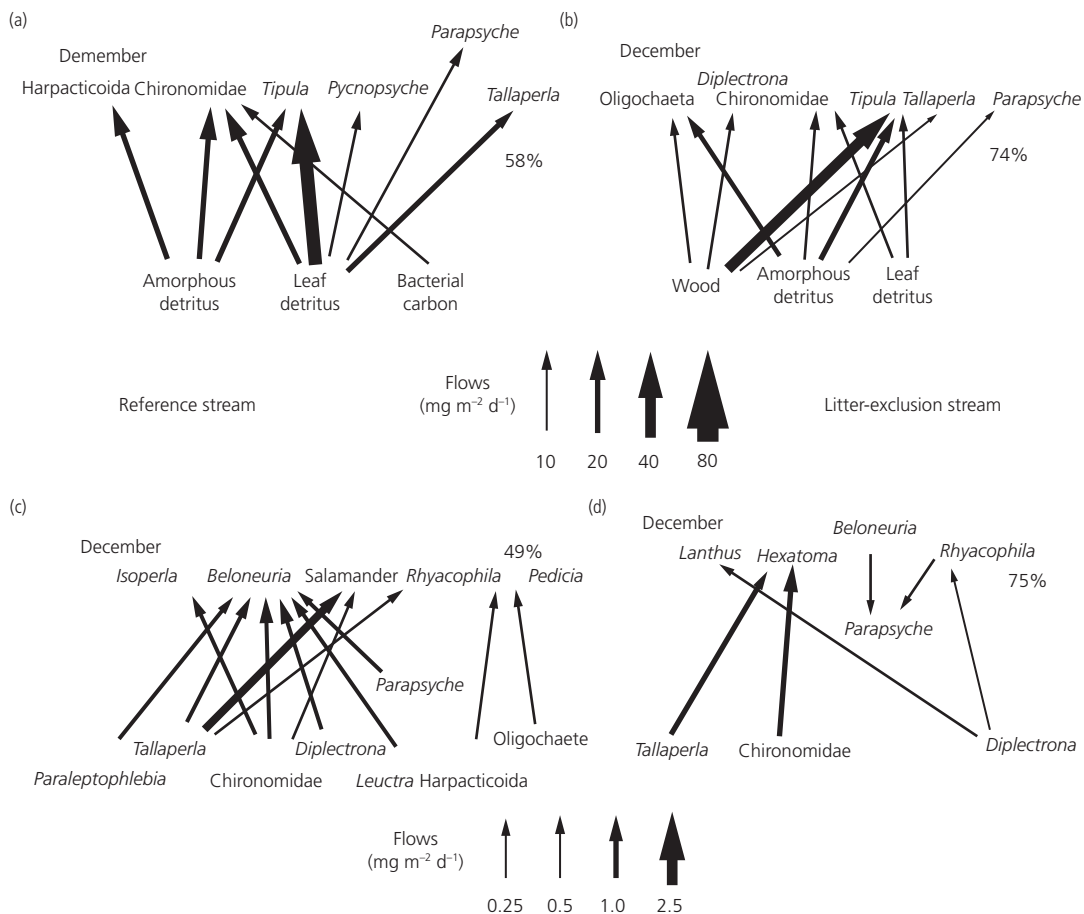 (a)
Parapsyche
Demember
Harpacticoida Chironomidae Tipula Pycnopsyche
Tallaperla
58%
Amorphous
detritus
Leaf
detritus
Bacterial
carbon
(b)
December
Diplectrona
Oligochaeta Chironomidae Tipula Tallaperla Parapsyche
74%
Wood
Amorphous
detritus
Leaf
detritus
Reference stream
Flows
(mg m⁻² d⁻¹)
10 20 40 80
Litter-exclusion stream
(c)
December
49%
Isoperla Beloneuria Salamander Rhyacophila Pedicia
Parapsyche
Tallaperla Diplectrona Oligochaete
Paraleptophlebia Chironomidae Leuctra Harpacticoida
(d)
December
Beloneuria
Lanthus Hexatoma Rhyacophila
75%
Parapsyche
Tallaperla Chironomidae Diplectrona
Flows
(mg m⁻² d⁻¹)
0.25 0.5 1.0 2.5